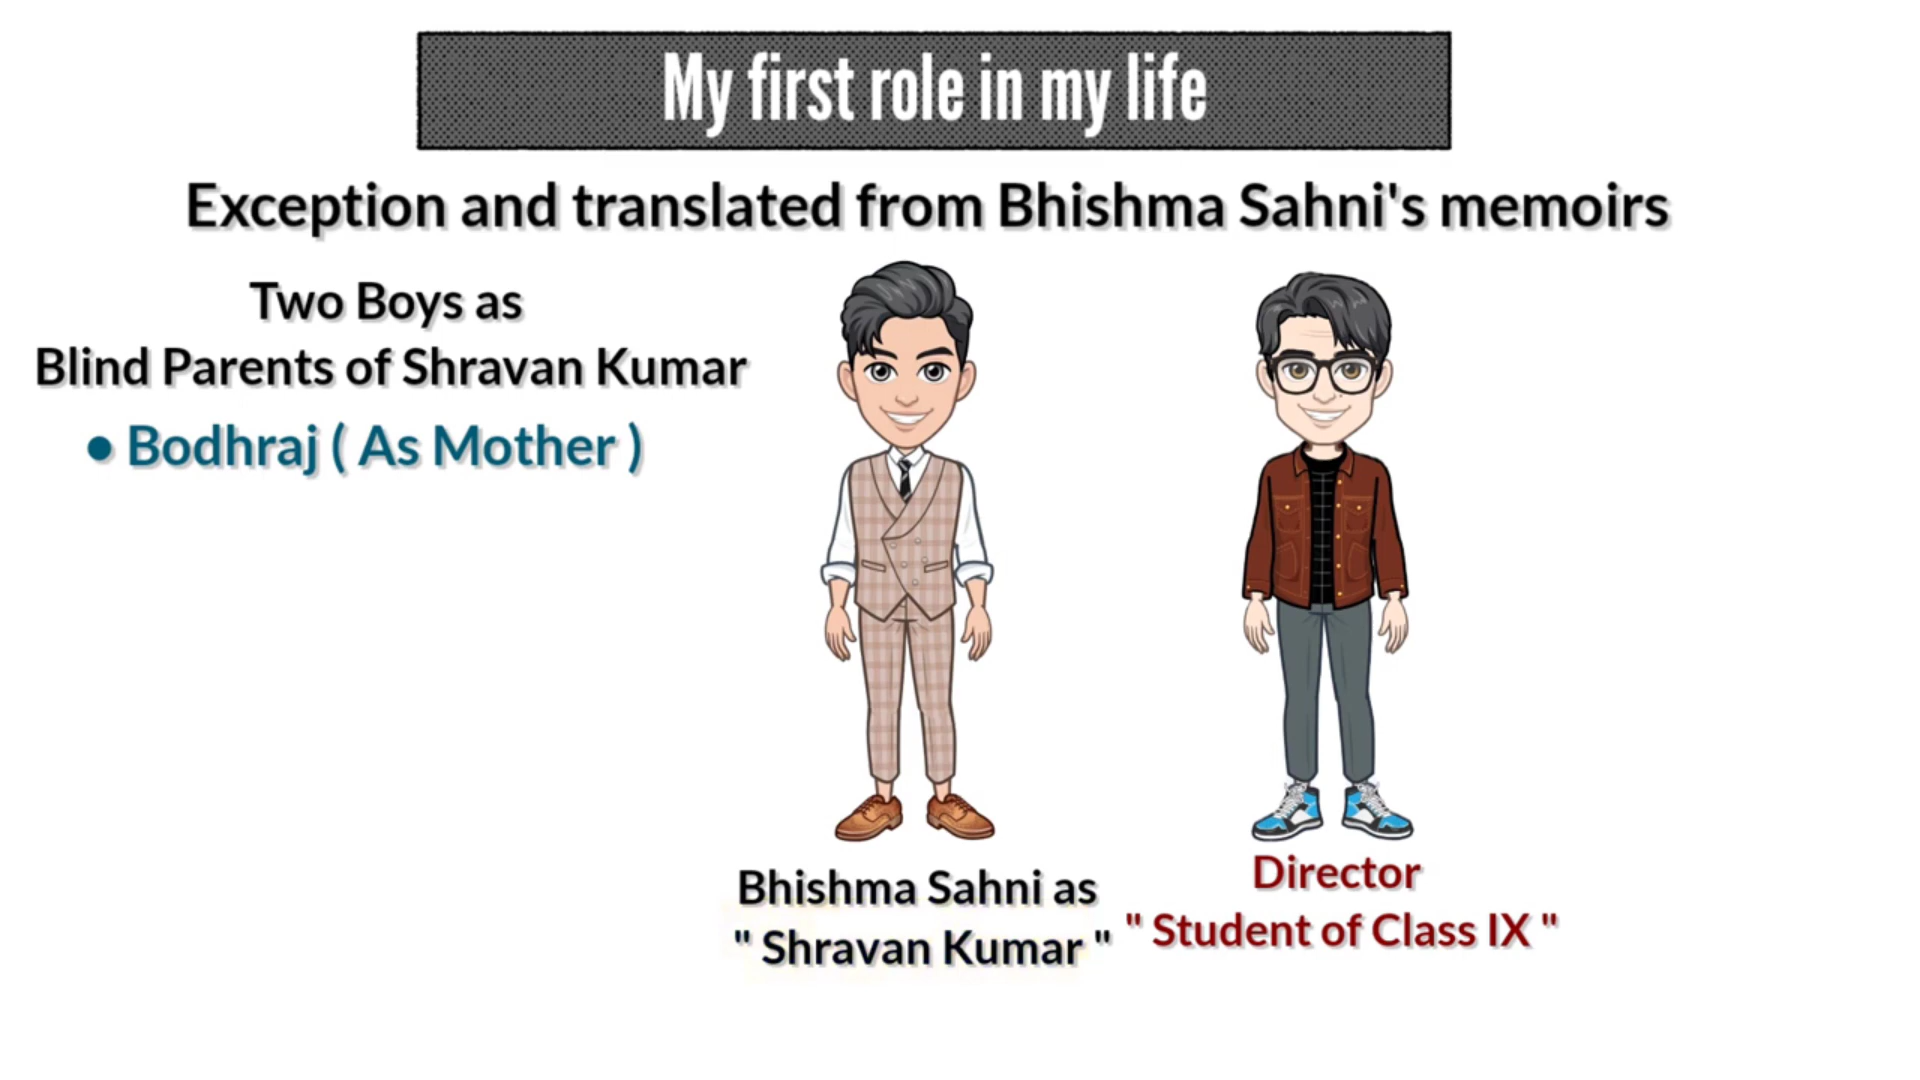 My first role in my life
Exception and translated from Bhishma Sahni's memoirs
Two Boys as
Blind Parents of Shravan Kumar
• Bodhraj ( As Mother )
Bhishma Sahni as
" Shravan Kumar "
Director
" Student of Class IX "